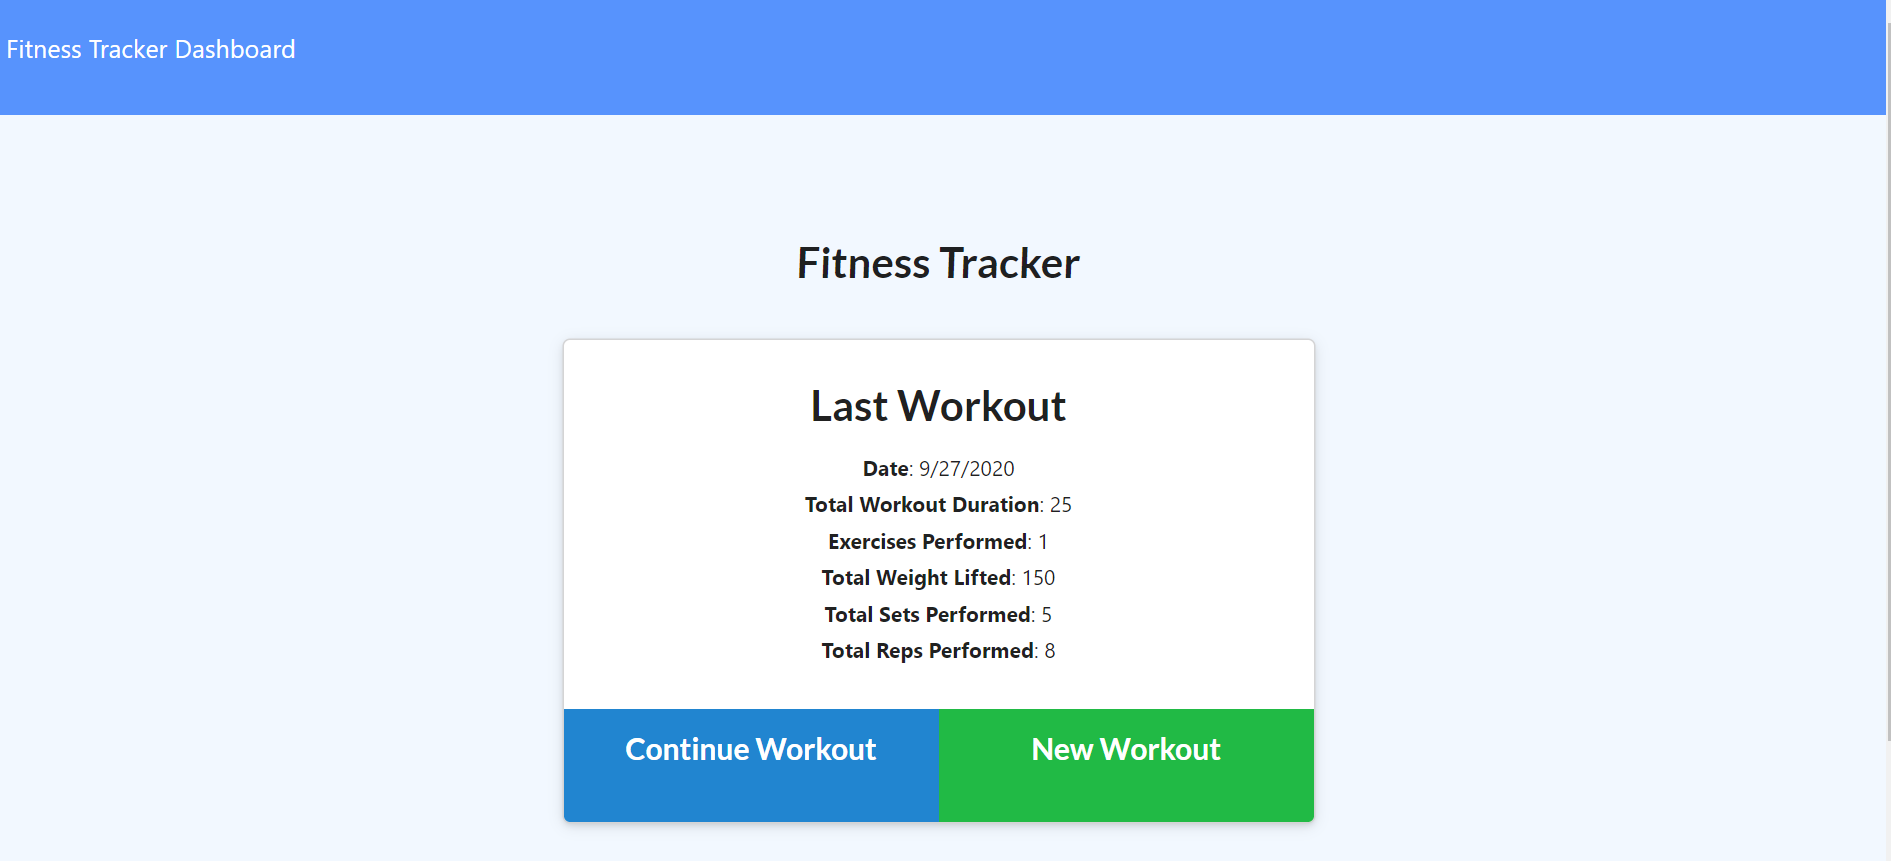 Fitness Tracker Dashboard
Fitness Tracker
Last Workout
Date: 9/27/2020
Total Workout Duration: 25
Exercises Performed: 1
Total Weight Lifted: 150
Total Sets Performed: 5
Total Reps Performed: 8
Continue Workout
New Workout